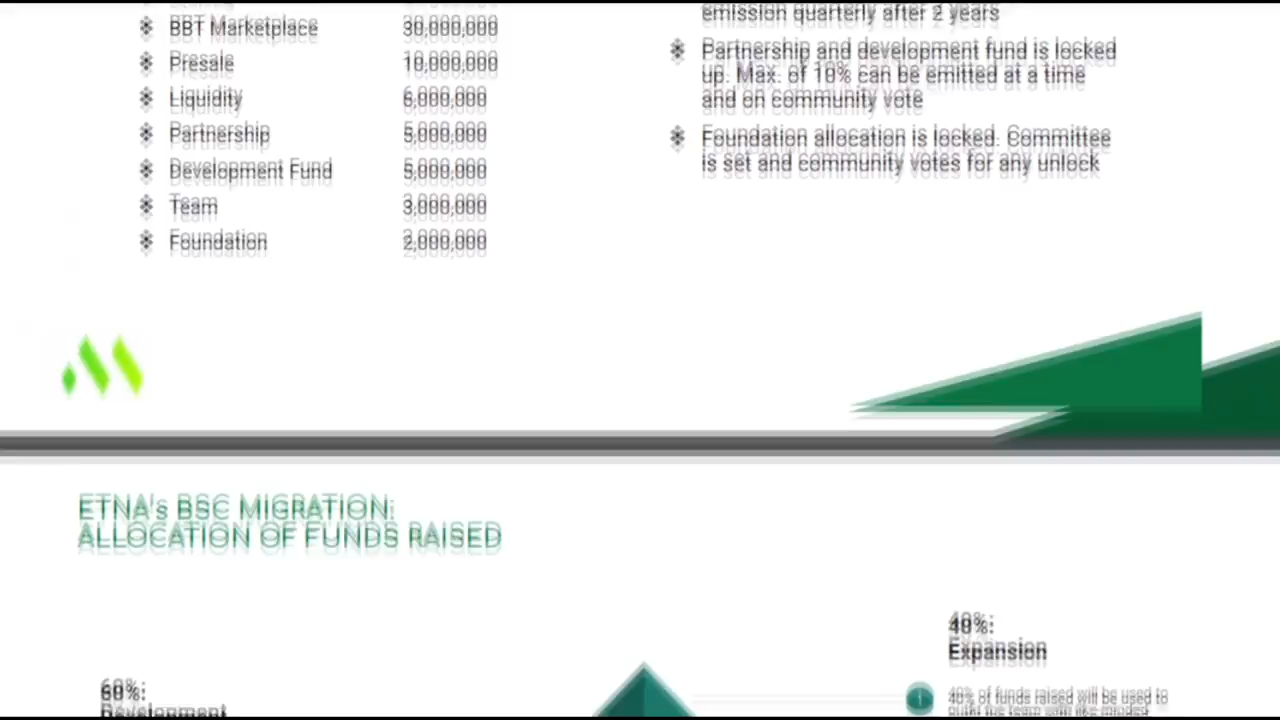 BBT Marketplace 30,000,000
Presale 10,000,000
Liquidity 6,000,000
Partnership 5,000,000
Development Fund 5,000,000
Team 3,000,000
Foundation 2,000,000
emission quarterly after 2 years
Partnership and development fund is locked
up. Max. of 10% can be emitted at a time
and on community vote
Foundation allocation is locked. Committee
is set and community votes for any unlock
ETNA's BSC MIGRATION:
ALLOCATION OF FUNDS RAISED
60%:
Development
40%:
Expansion
40% of funds raised will be used to